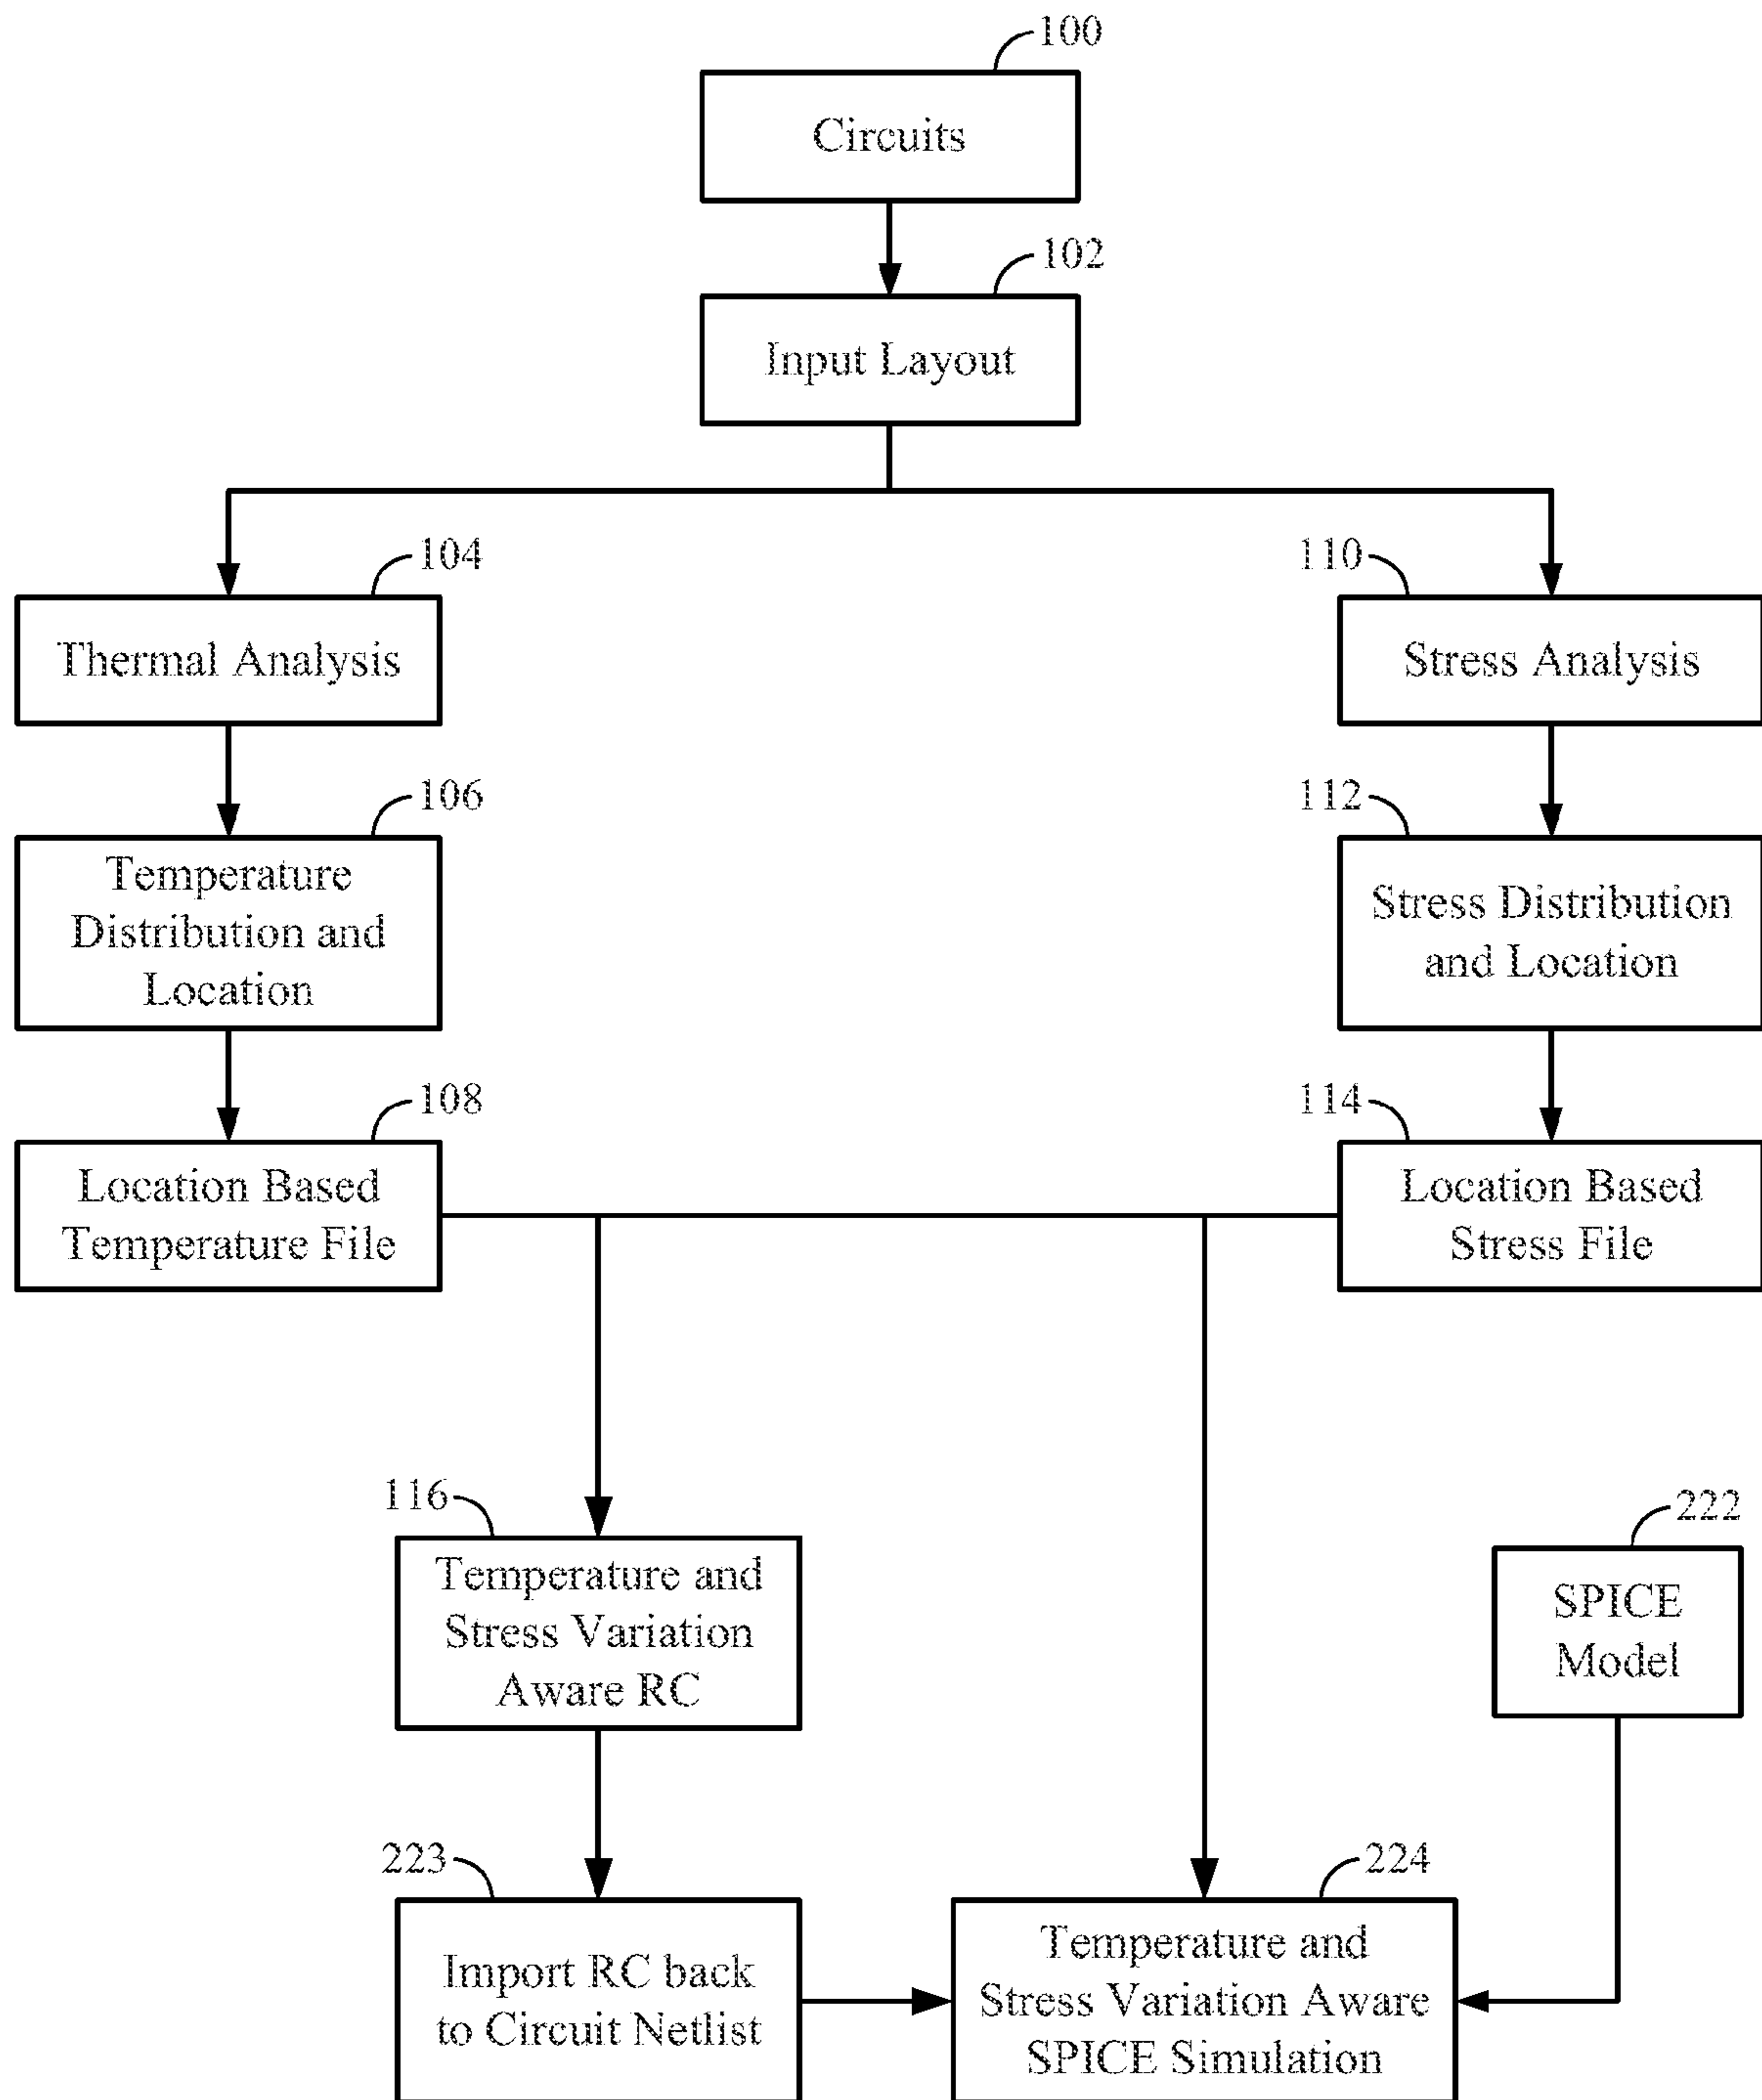 100
Circuits
102
Input Layout
104
Thermal Analysis
110
Stress Analysis
106
Temperature
Distribution and
Location
112
Stress Distribution
and Location
108
Location Based
Temperature File
114
Location Based
Stress File
116
Temperature and
Stress Variation
Aware RC
222
SPICE
Model
223
Import RC back
to Circuit Netlist
224
Temperature and
Stress Variation Aware
SPICE Simulation